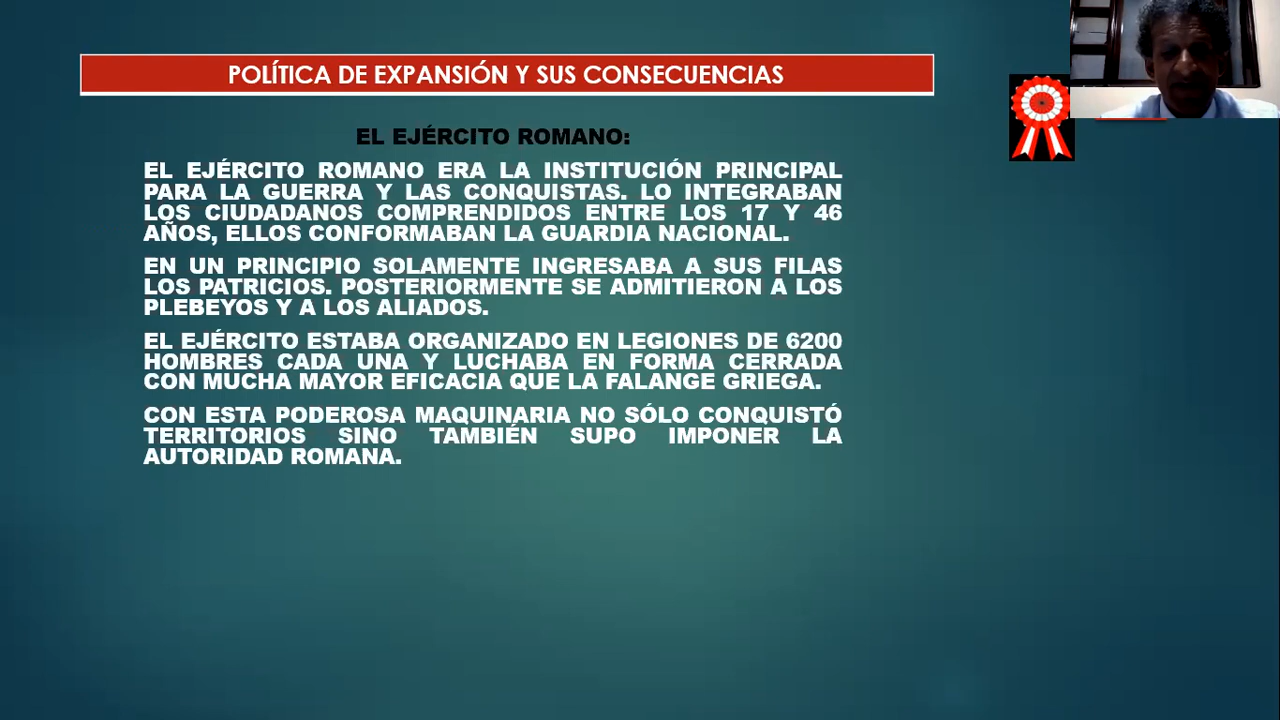 POLÍTICA DE EXPANSIÓN Y SUS CONSECUENCIAS
EL EJÉRCITO ROMANO:
EL EJÉRCITO ROMANO ERA LA INSTITUCIÓN PRINCIPAL
PARA LA GUERRA Y LAS CONQUISTAS. LO INTEGRABAN
LOS CIUDADANOS COMPRENDIDOS ENTRE LOS 17 Y 46
AÑOS, ELLOS CONFORMABAN LA GUARDIA NACIONAL.
EN UN PRINCIPIO SOLAMENTE INGRESABA A SUS FILAS
LOS PATRICIOS. POSTERIORMENTE SE ADMITIERON A LOS
PLEBEYOS Y A LOS ALIADOS.
EL EJÉRCITO ESTABA ORGANIZADO EN LEGIONES DE 6200
HOMBRES CADA UNA Y LUCHABA EN FORMA CERRADA
CON MUCHA MAYOR EFICACIA QUE LA FALANGE GRIEGA.
CON ESTA PODEROSA MAQUINARIA NO SÓLO CONQUISTÓ
TERRITORIOS SINO TAMBIÉN SUPO IMPONER LA
AUTORIDAD ROMANA.